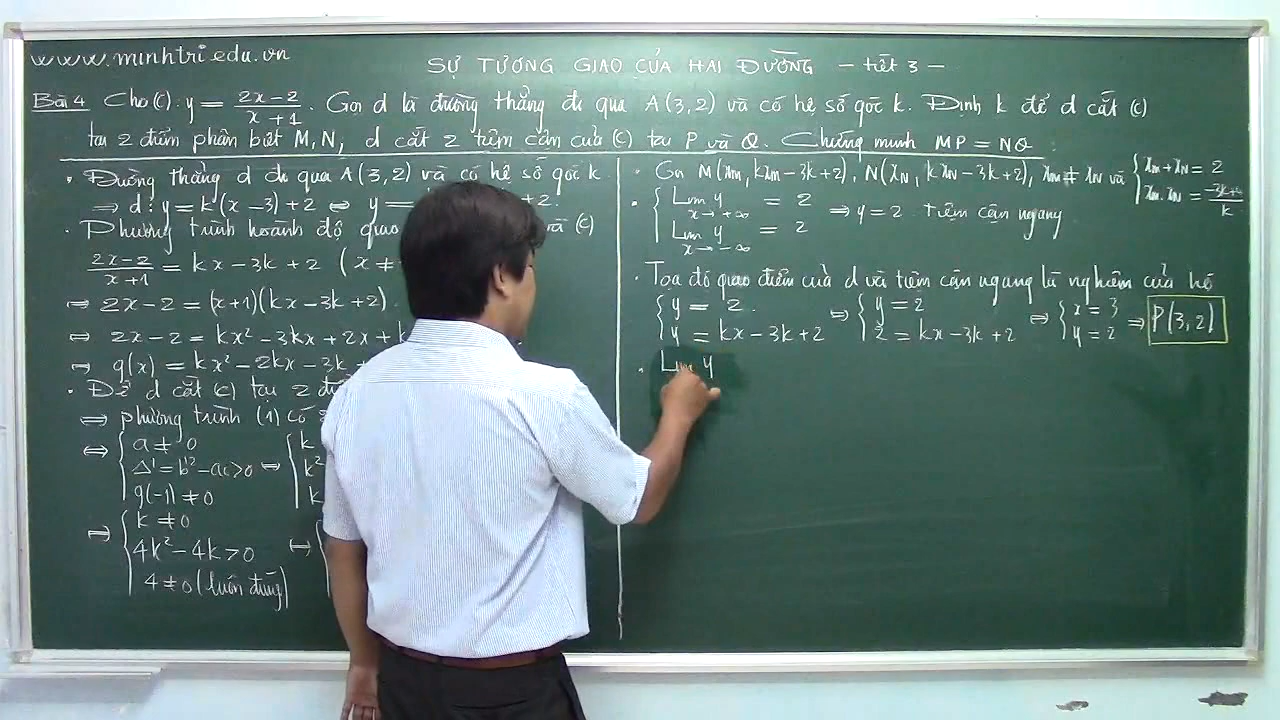 www.minhtri.edu.vn
SỰ TƯƠNG GIAO CỦA HAI ĐƯỜNG — tiết 3 —
Bài 4 Cho (C): y = (2x-2)/(x+1). Gọi d là đường thẳng đi qua A(3,2) và có hệ số góc k. Định k để d cắt (C)
tại 2 điểm phân biệt M,N, d cắt 2 tiệm cận của (C) tại P và Q. Chứng minh MP = NQ.
• Đường thẳng d đi qua A(3,2) và có hệ số góc k.
⇒ d: y = k(x-3)+2 ⇔ y = +2.
• Phương trình hoành độ giao và (C)
(2x-2)/(x+1) = kx-3k+2 (x ≠
⇔ 2x-2 = (x+1)(kx-3k+2).
⇔ 2x-2 = kx²-3kx+2x+k
⇔ g(x) = kx²-2kx-3k
• Để d cắt (C) tại 2
⇔ phương trình (1) có
⇔ { a ≠ 0
Δ' = b'²-ac>0 ⇔ { k
k²
g(-1) ≠ 0
k
⇔ { k ≠ 0
4k²-4k>0 ⇔ {
4 ≠ 0 (luôn đúng)
• Gọi M(xM, kxM-3k+2), N(xN, kxN-3k+2), xM ≠ xN và { xM+xN = 2
xM.xN = (-3k+4)/k
• { Lim y = 2
x→+∞
Lim y = 2
x→-∞
⇒ y = 2 tiệm cận ngang
• Tọa độ giao điểm của d và tiệm cận ngang là nghiệm của hệ
{ y = 2. ⇔ { y = 2 ⇔ { x = 3
y = kx-3k+2 2 = kx-3k+2 y = 2 ⇒ P(3,2)
• Lim y